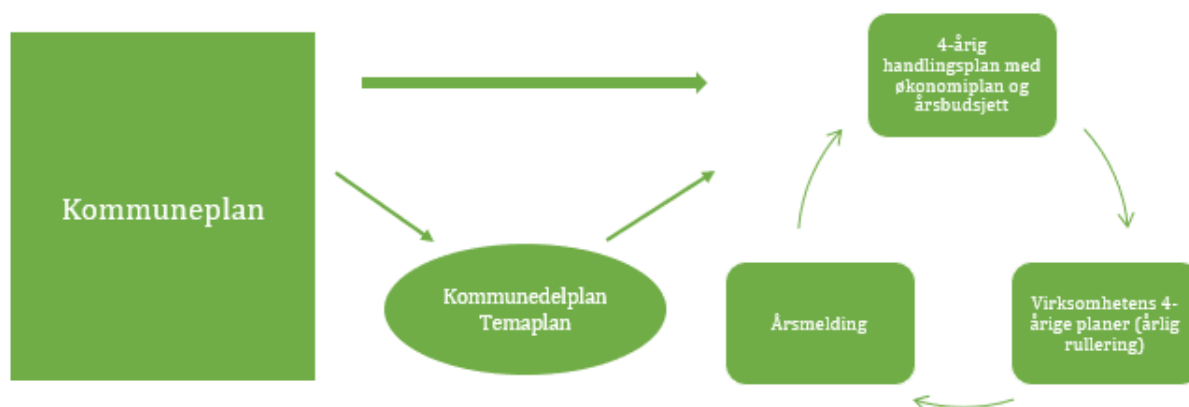 Kommuneplan
Kommunedelplan
Temaplan
4-årig
handlingsplan med
økonomiplan og
årsbudsjett
Virksomhetens 4-
årige planer (årlig
rullering)
Årsmelding